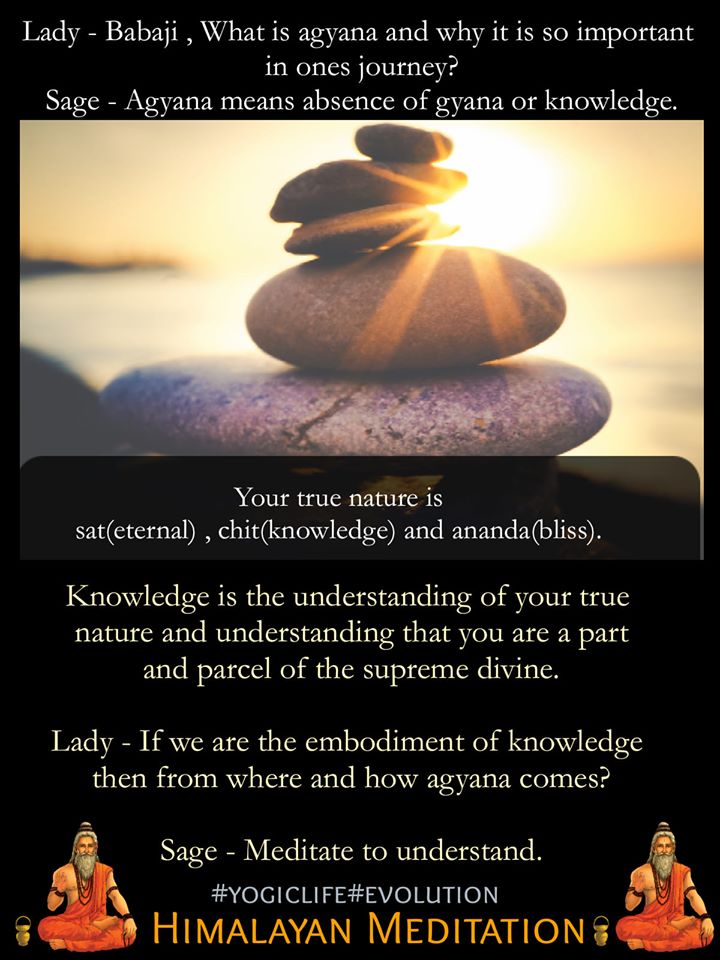 Lady - Babaji , What is agyana and why it is so important
in ones journey?
Sage - Agyana means absence of gyana or knowledge.
Your true nature is
sat(eternal) , chit(knowledge) and ananda(bliss).
Knowledge is the understanding of your true
nature and understanding that you are a part
and parcel of the supreme divine.
Lady - If we are the embodiment of knowledge
then from where and how agyana comes?
Sage - Meditate to understand.
#YOGICLIFE#EVOLUTION
HIMALAYAN MEDITATION